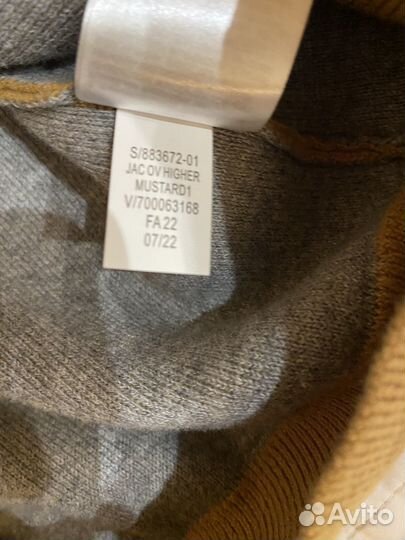 S/883672-01
JAC OV HIGHER
MUSTARD1
V/700063168
FA 22
07/22
Avito